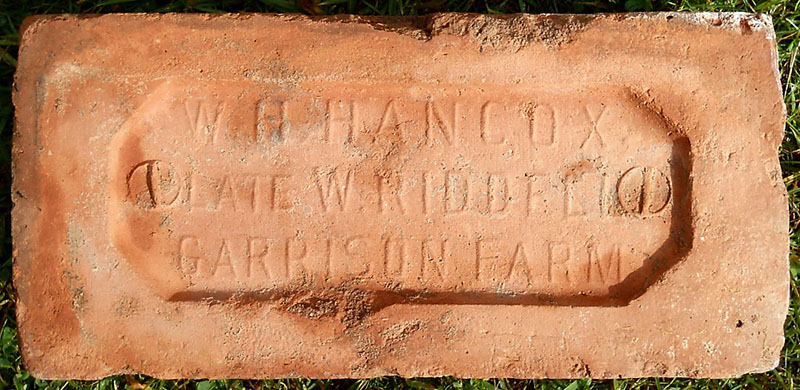 W.H.HANCOX.
LATE W.RIDDELL
GARRISON FARM